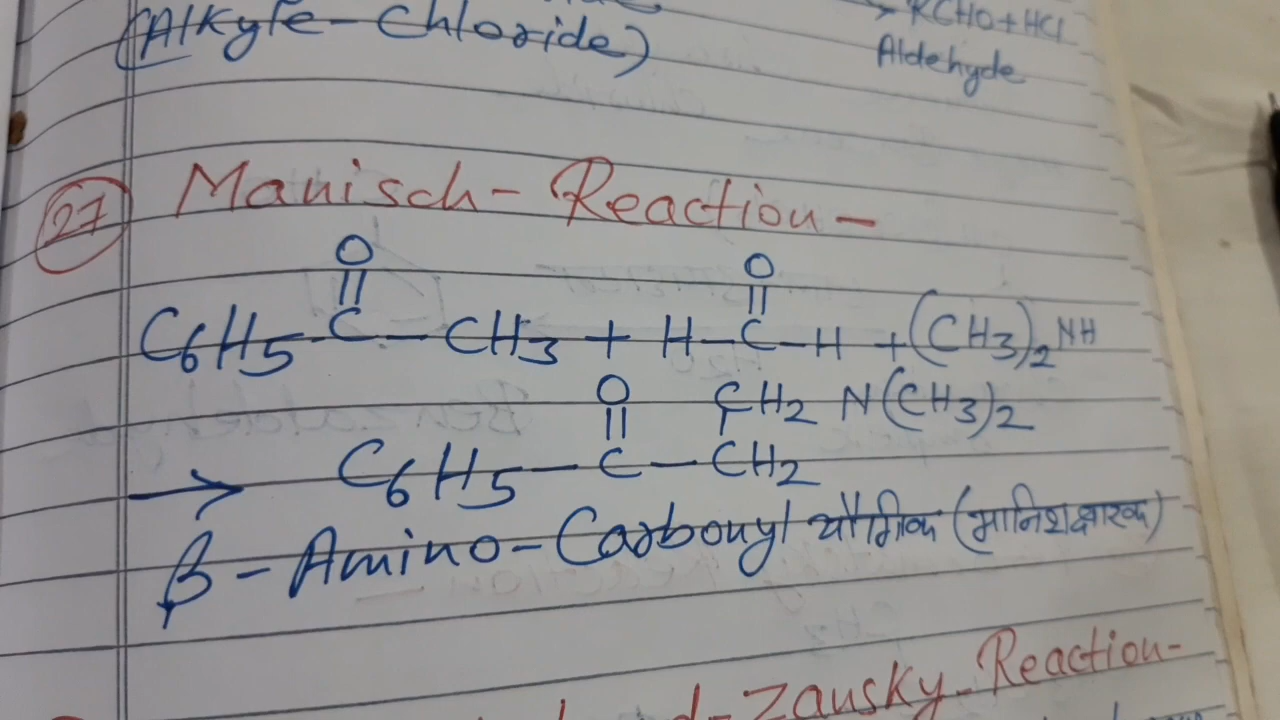 (Alkyle-Chloride)
RCHO+HCl
Aldehyde
27 Manisch-Reaction-
O O
|| ||
C6H5-C-CH3 + H-C-H +(CH3)2NH
O CH2 N(CH3)2
||
→ C6H5-C-CH2
β-Amino-Carbonyl यौगिक (मानिशक्षारक)
-Zausky-Reaction-